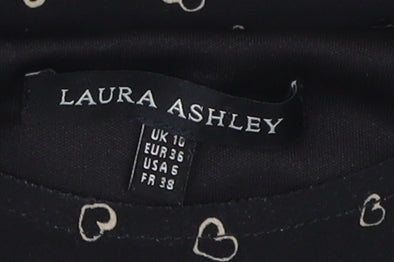 LAURA ASHLEY
UK 10
EUR 36
USA 6
FR 38